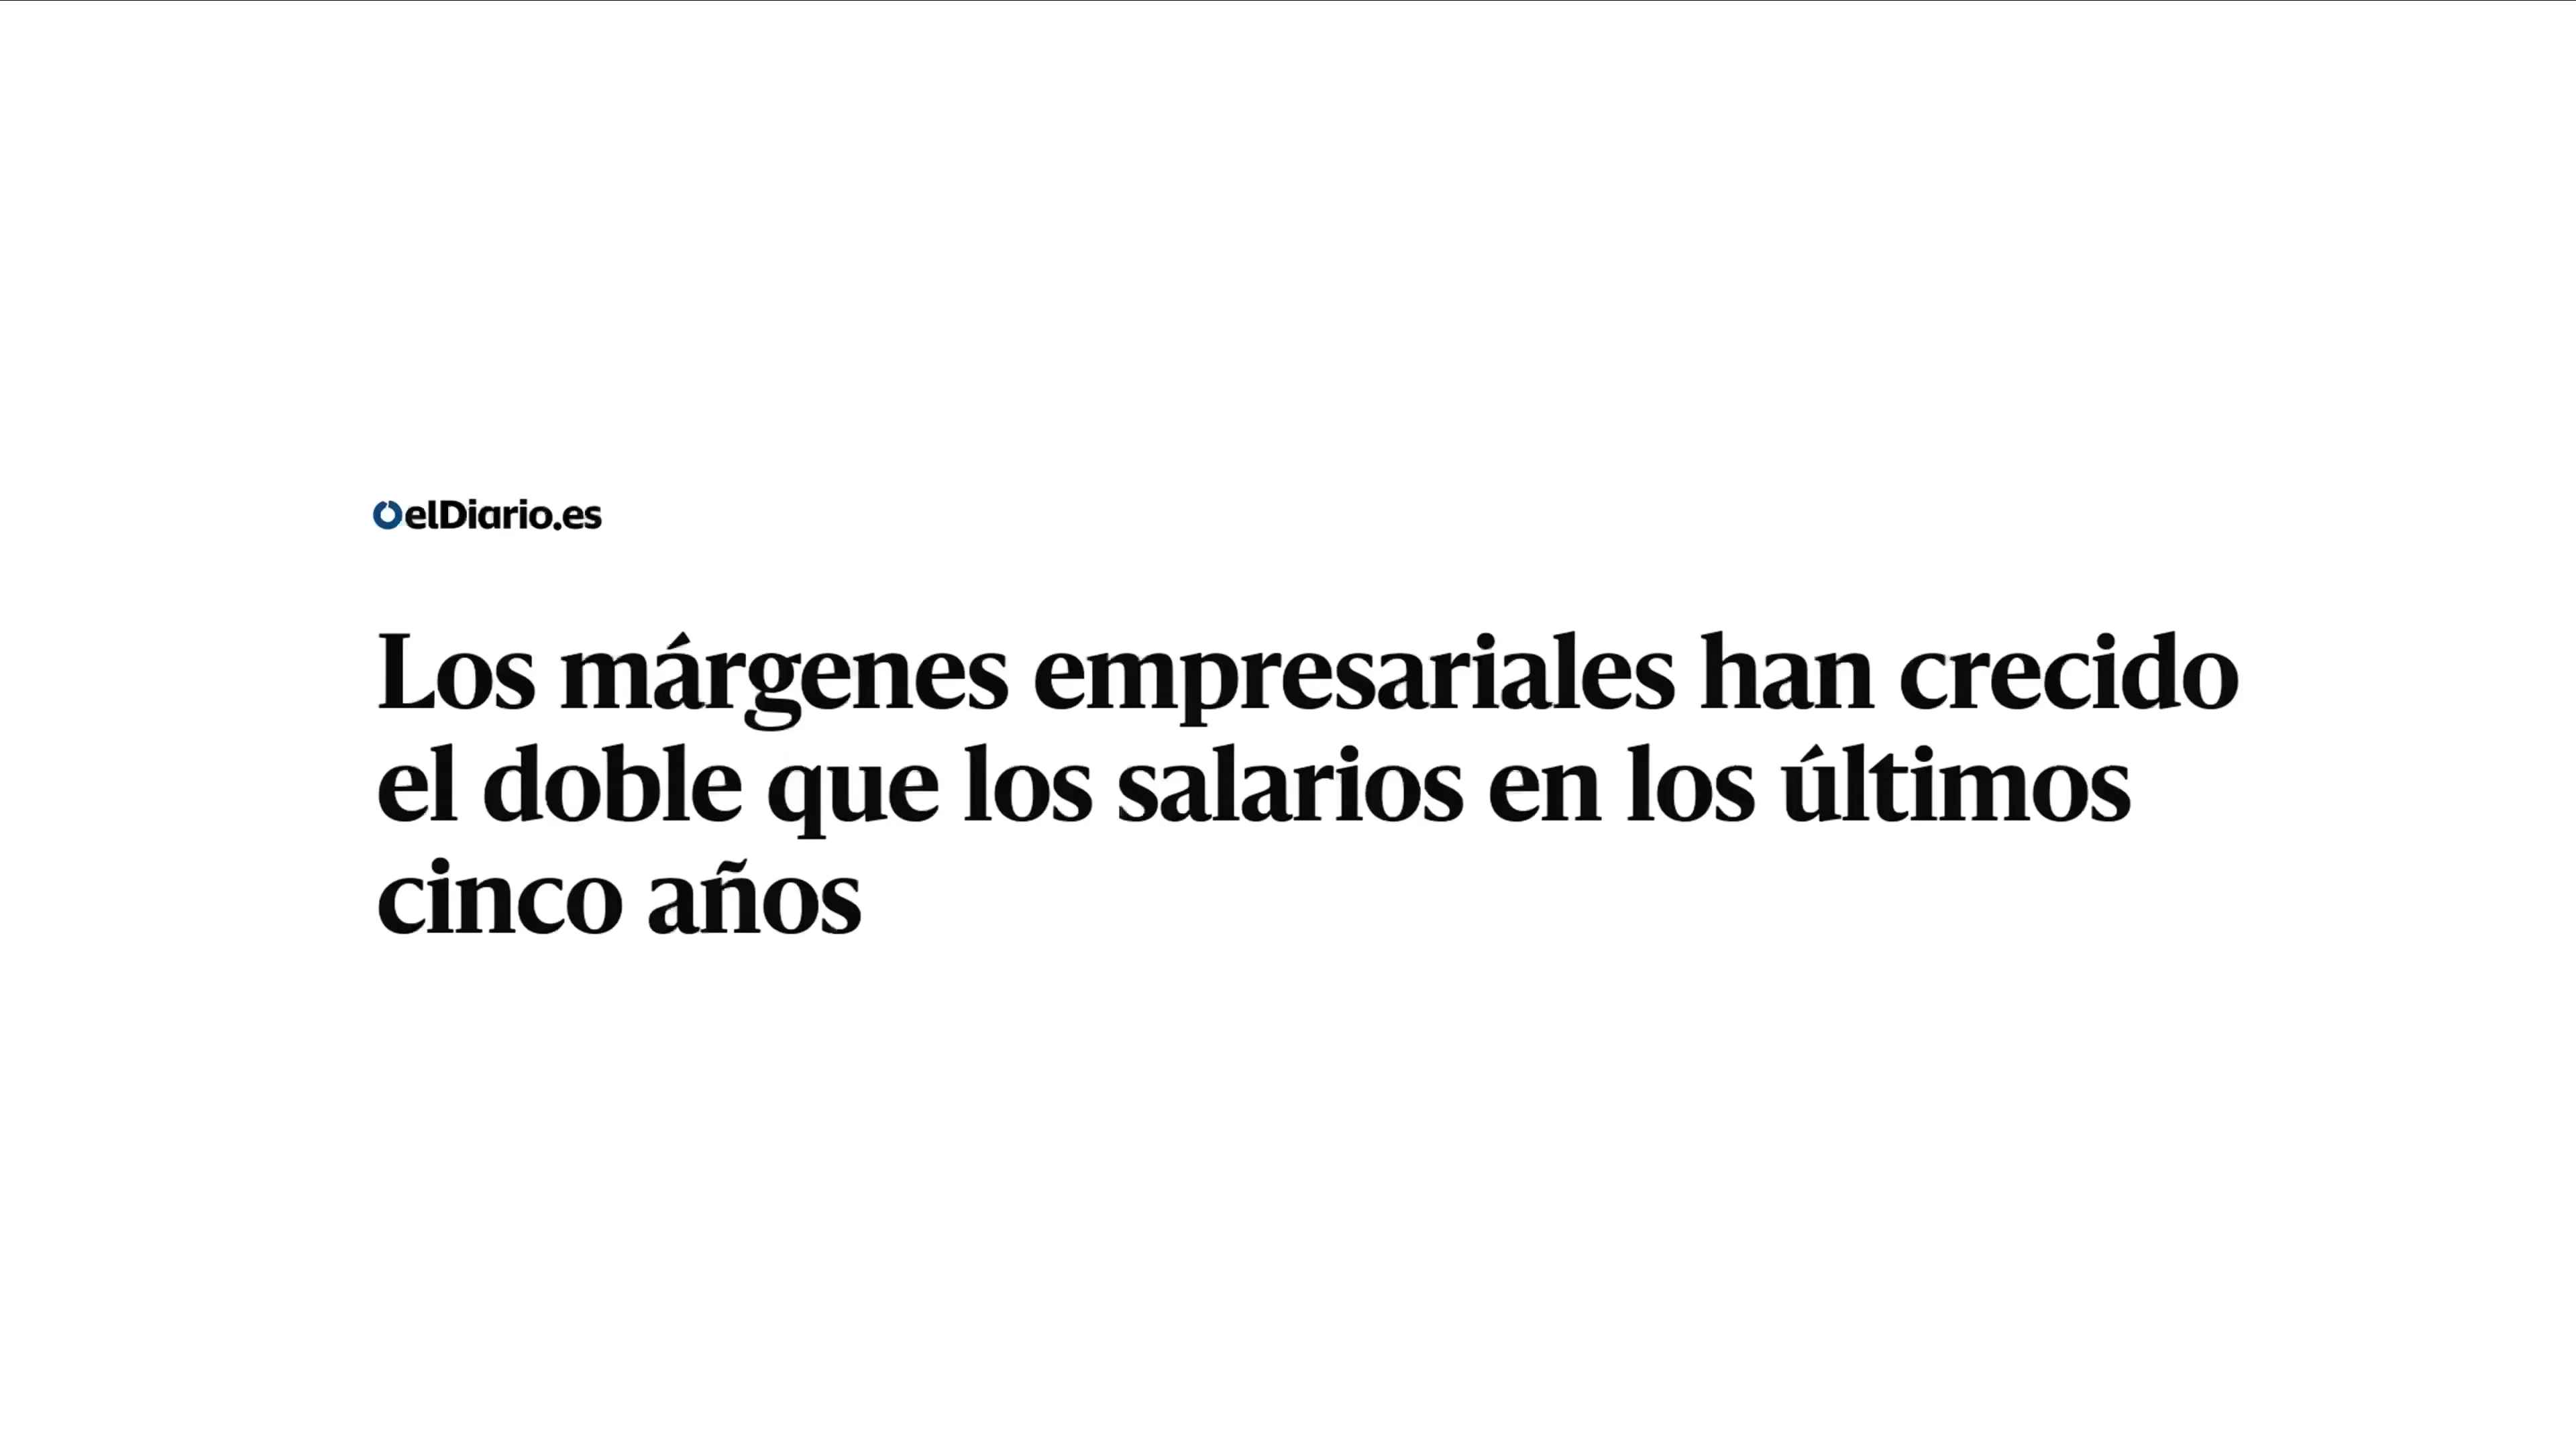 elDiario.es
Los márgenes empresariales han crecido
el doble que los salarios en los últimos
cinco años